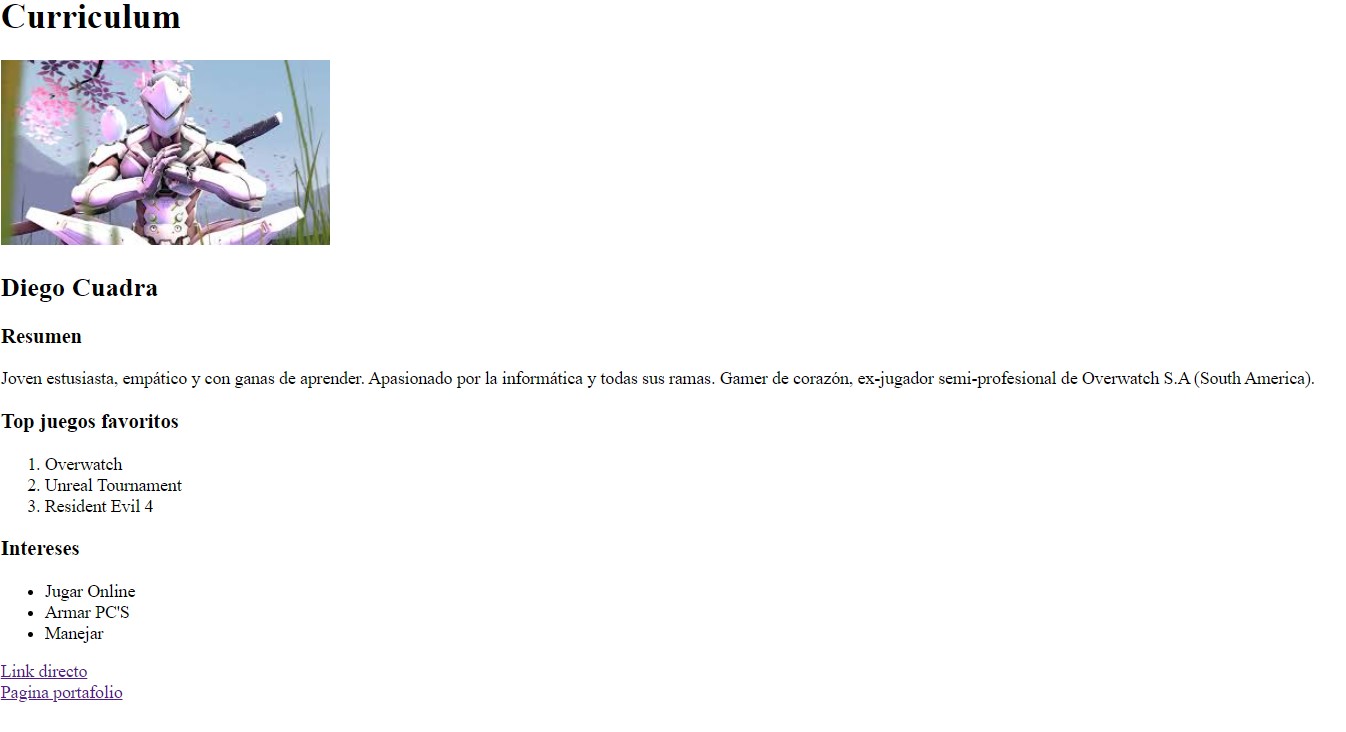 Curriculum
Diego Cuadra
Resumen
Joven estusiasta, empático y con ganas de aprender. Apasionado por la informática y todas sus ramas. Gamer de corazón, ex-jugador semi-profesional de Overwatch S.A (South America).
Top juegos favoritos
1. Overwatch
2. Unreal Tournament
3. Resident Evil 4
Intereses
• Jugar Online
• Armar PC'S
• Manejar
Link directo
Pagina portafolio